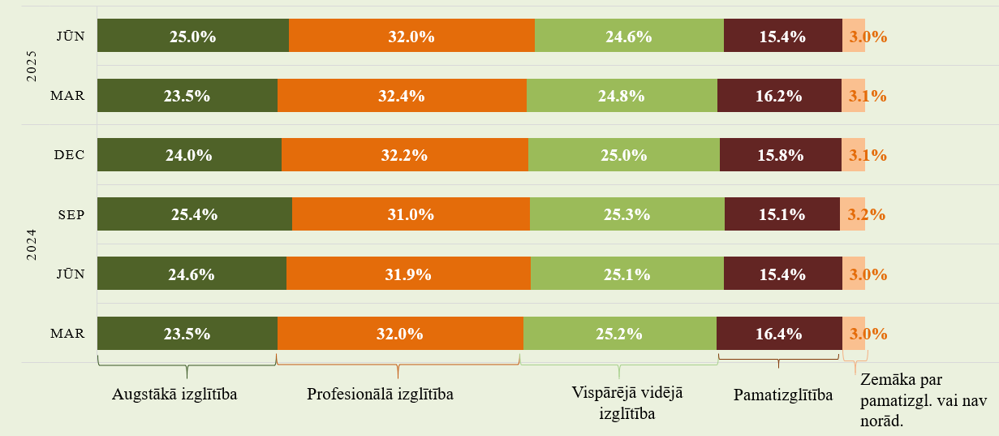 2025
JŪN
25.0% 32.0% 24.6% 15.4% 3.0%
MAR
23.5% 32.4% 24.8% 16.2% 3.1%
2024
DEC
24.0% 32.2% 25.0% 15.8% 3.1%
SEP
25.4% 31.0% 25.3% 15.1% 3.2%
JŪN
24.6% 31.9% 25.1% 15.4% 3.0%
MAR
23.5% 32.0% 25.2% 16.4% 3.0%
Augstākā izglītība
Profesionālā izglītība
Vispārējā vidējā
izglītība
Pamatizglītība
Zemāka par
pamatizgl. vai nav
norād.